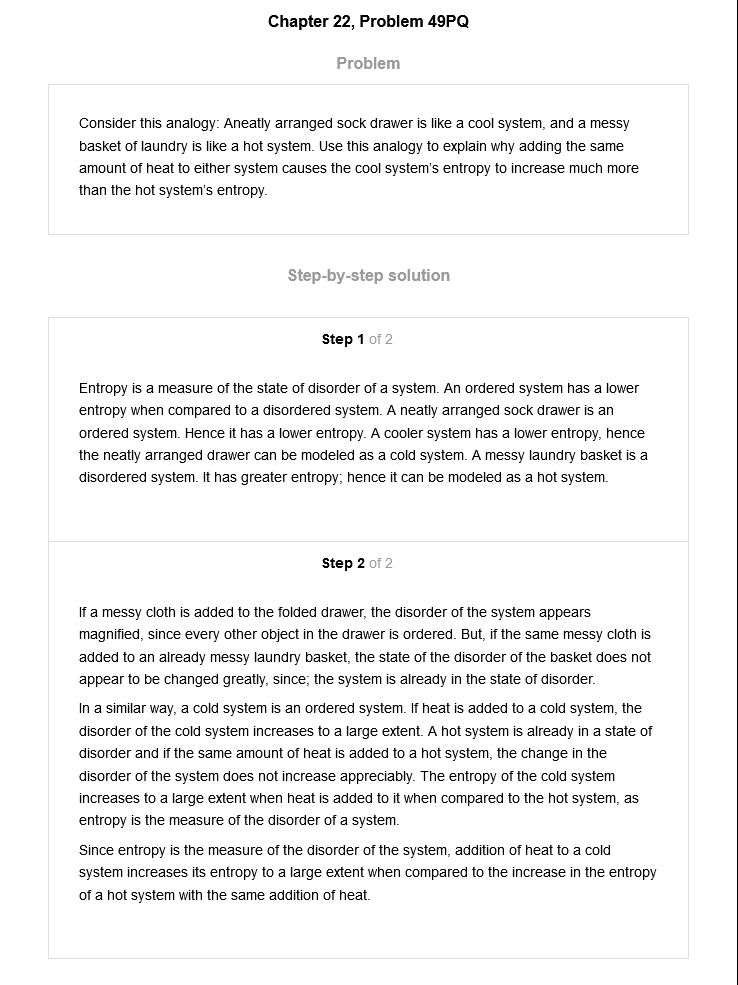 Chapter 22, Problem 49PQ
Problem
Consider this analogy: Aneatly arranged sock drawer is like a cool system, and a messy
basket of laundry is like a hot system. Use this analogy to explain why adding the same
amount of heat to either system causes the cool system's entropy to increase much more
than the hot system's entropy.
Step-by-step solution
Step 1 of 2
Entropy is a measure of the state of disorder of a system. An ordered system has a lower
entropy when compared to a disordered system. A neatly arranged sock drawer is an
ordered system. Hence it has a lower entropy. A cooler system has a lower entropy, hence
the neatly arranged drawer can be modeled as a cold system. A messy laundry basket is a
disordered system. It has greater entropy; hence it can be modeled as a hot system.
Step 2 of 2
If a messy cloth is added to the folded drawer, the disorder of the system appears
magnified, since every other object in the drawer is ordered. But, if the same messy cloth is
added to an already messy laundry basket, the state of the disorder of the basket does not
appear to be changed greatly, since; the system is already in the state of disorder.
In a similar way, a cold system is an ordered system. If heat is added to a cold system, the
disorder of the cold system increases to a large extent. A hot system is already in a state of
disorder and if the same amount of heat is added to a hot system, the change in the
disorder of the system does not increase appreciably. The entropy of the cold system
increases to a large extent when heat is added to it when compared to the hot system, as
entropy is the measure of the disorder of a system.
Since entropy is the measure of the disorder of the system, addition of heat to a cold
system increases its entropy to a large extent when compared to the increase in the entropy
of a hot system with the same addition of heat.